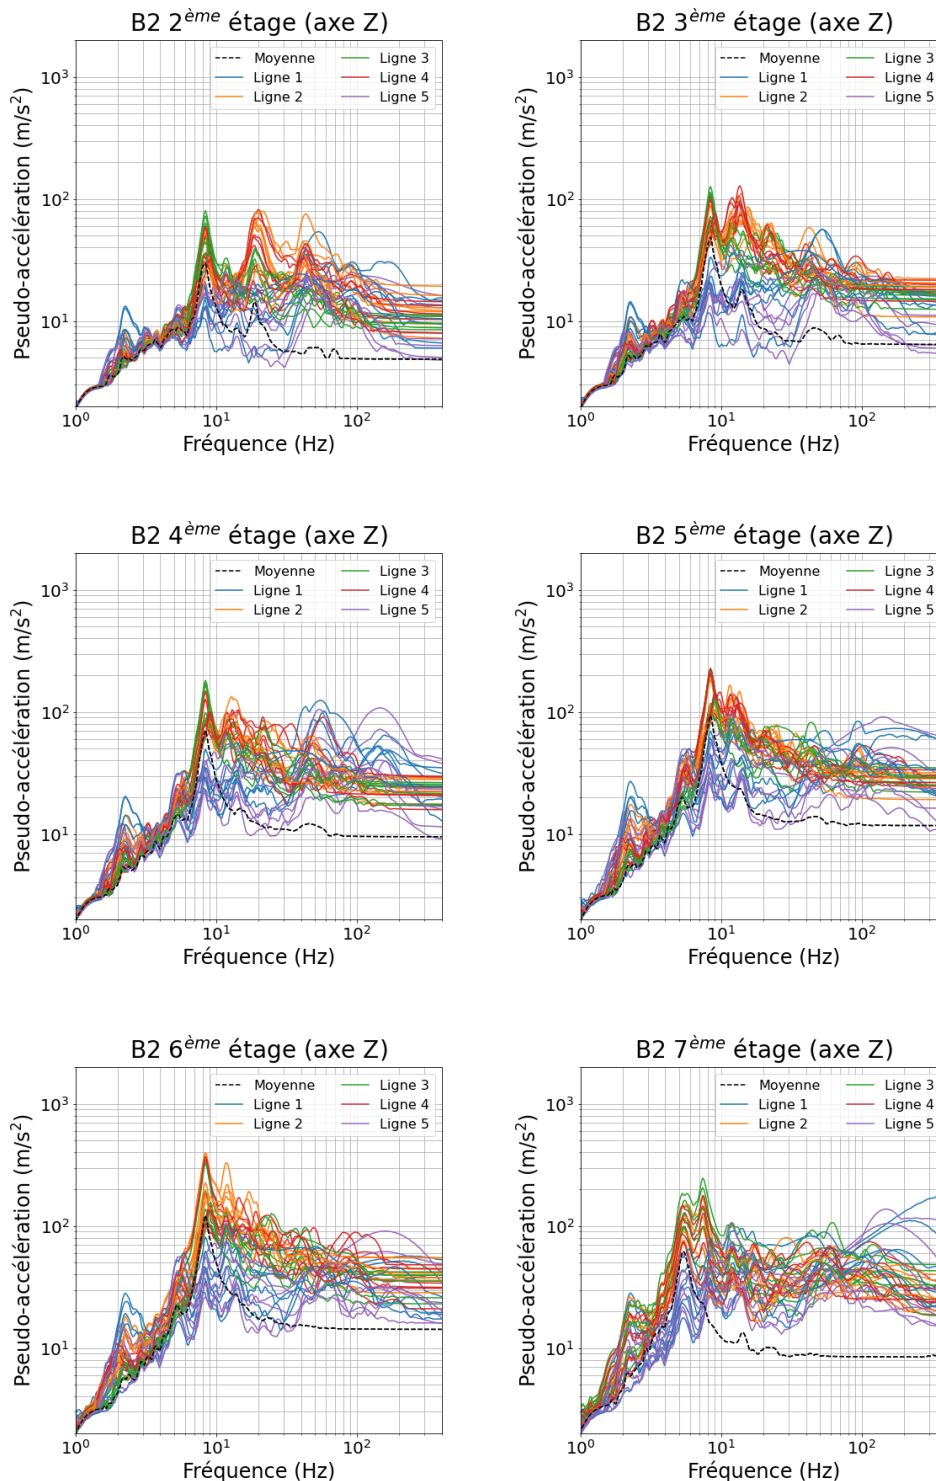 B2 2ème étage (axe Z)
Pseudo-accélération (m/s²)
10³
10²
10¹
Moyenne
Ligne 1
Ligne 2
Ligne 3
Ligne 4
Ligne 5
10⁰ 10¹ 10²
Fréquence (Hz)
B2 3ème étage (axe Z)
Pseudo-accélération (m/s²)
10³
10²
10¹
Moyenne
Ligne 1
Ligne 2
Ligne 3
Ligne 4
Ligne 5
10⁰ 10¹ 10²
Fréquence (Hz)
B2 4ème étage (axe Z)
Pseudo-accélération (m/s²)
10³
10²
10¹
Moyenne
Ligne 1
Ligne 2
Ligne 3
Ligne 4
Ligne 5
10⁰ 10¹ 10²
Fréquence (Hz)
B2 5ème étage (axe Z)
Pseudo-accélération (m/s²)
10³
10²
10¹
Moyenne
Ligne 1
Ligne 2
Ligne 3
Ligne 4
Ligne 5
10⁰ 10¹ 10²
Fréquence (Hz)
B2 6ème étage (axe Z)
Pseudo-accélération (m/s²)
10³
10²
10¹
Moyenne
Ligne 1
Ligne 2
Ligne 3
Ligne 4
Ligne 5
10⁰ 10¹ 10²
Fréquence (Hz)
B2 7ème étage (axe Z)
Pseudo-accélération (m/s²)
10³
10²
10¹
Moyenne
Ligne 1
Ligne 2
Ligne 3
Ligne 4
Ligne 5
10⁰ 10¹ 10²
Fréquence (Hz)